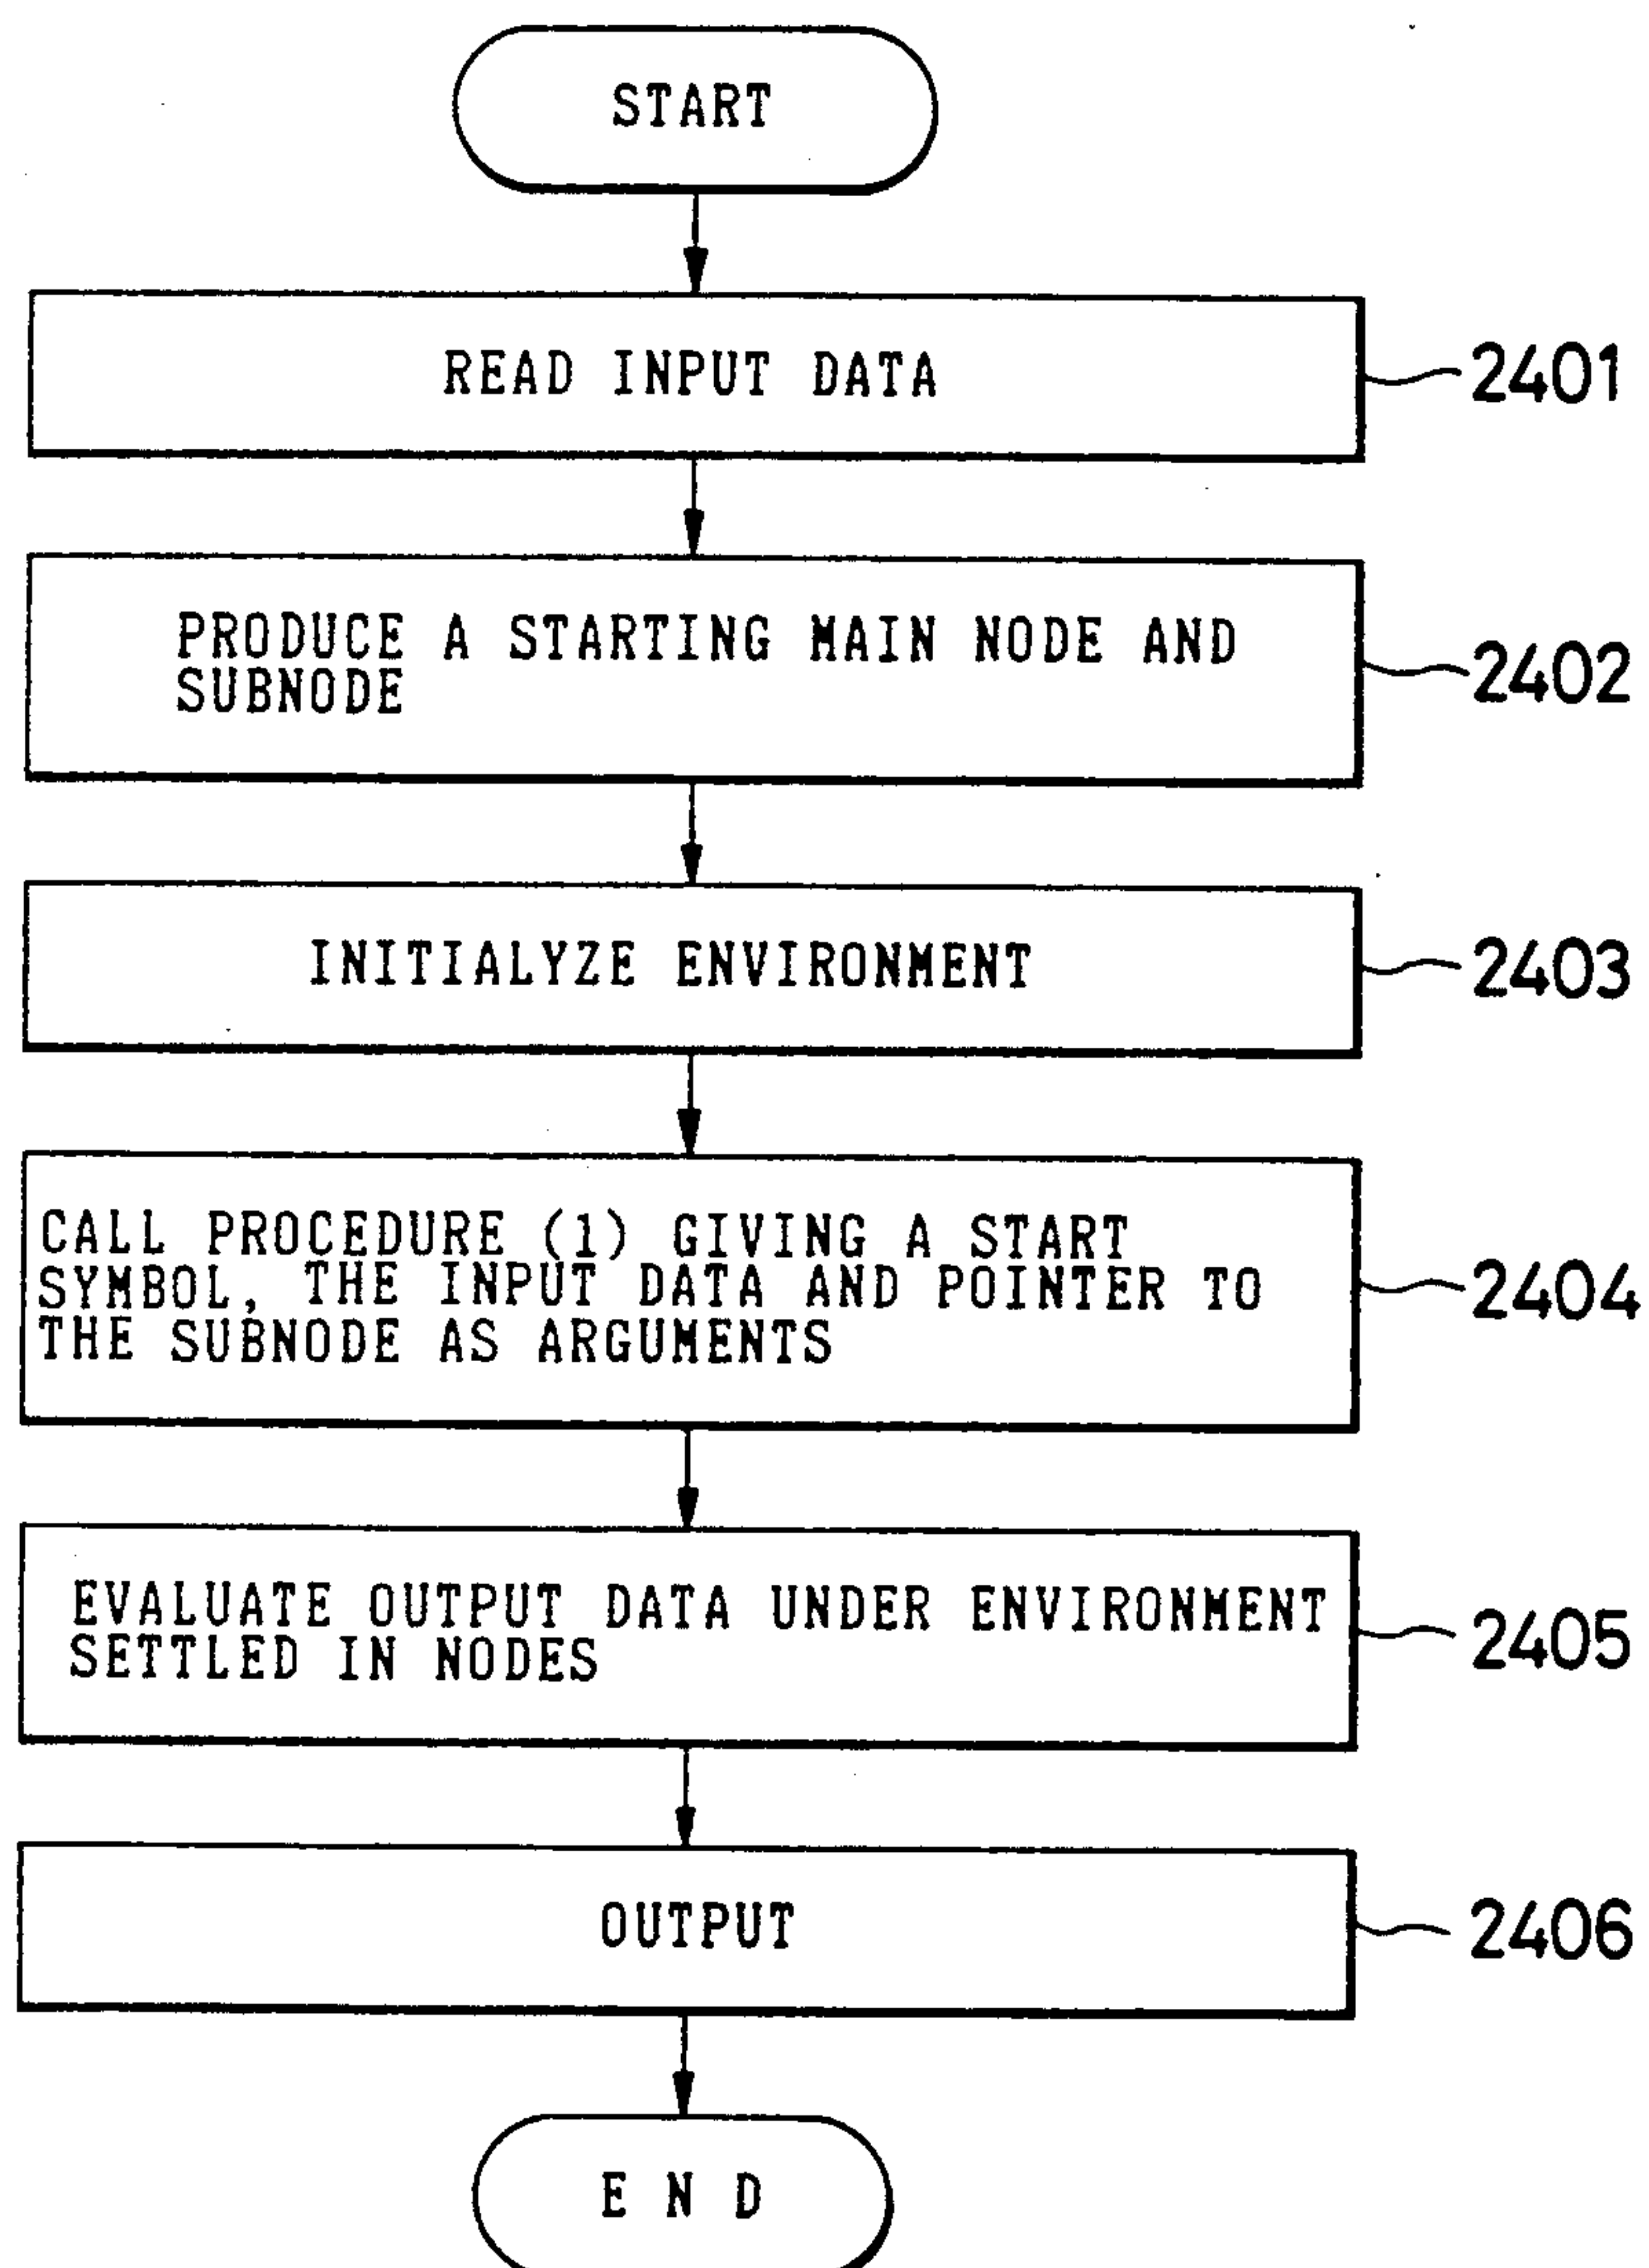 START
READ INPUT DATA
2401
PRODUCE A STARTING MAIN NODE AND
SUBNODE
2402
INITIALYZE ENVIRONMENT
2403
CALL PROCEDURE (1) GIVING A START
SYMBOL, THE INPUT DATA AND POINTER TO
THE SUBNODE AS ARGUMENTS
2404
EVALUATE OUTPUT DATA UNDER ENVIRONMENT
SETTLED IN NODES
2405
OUTPUT
2406
E N D